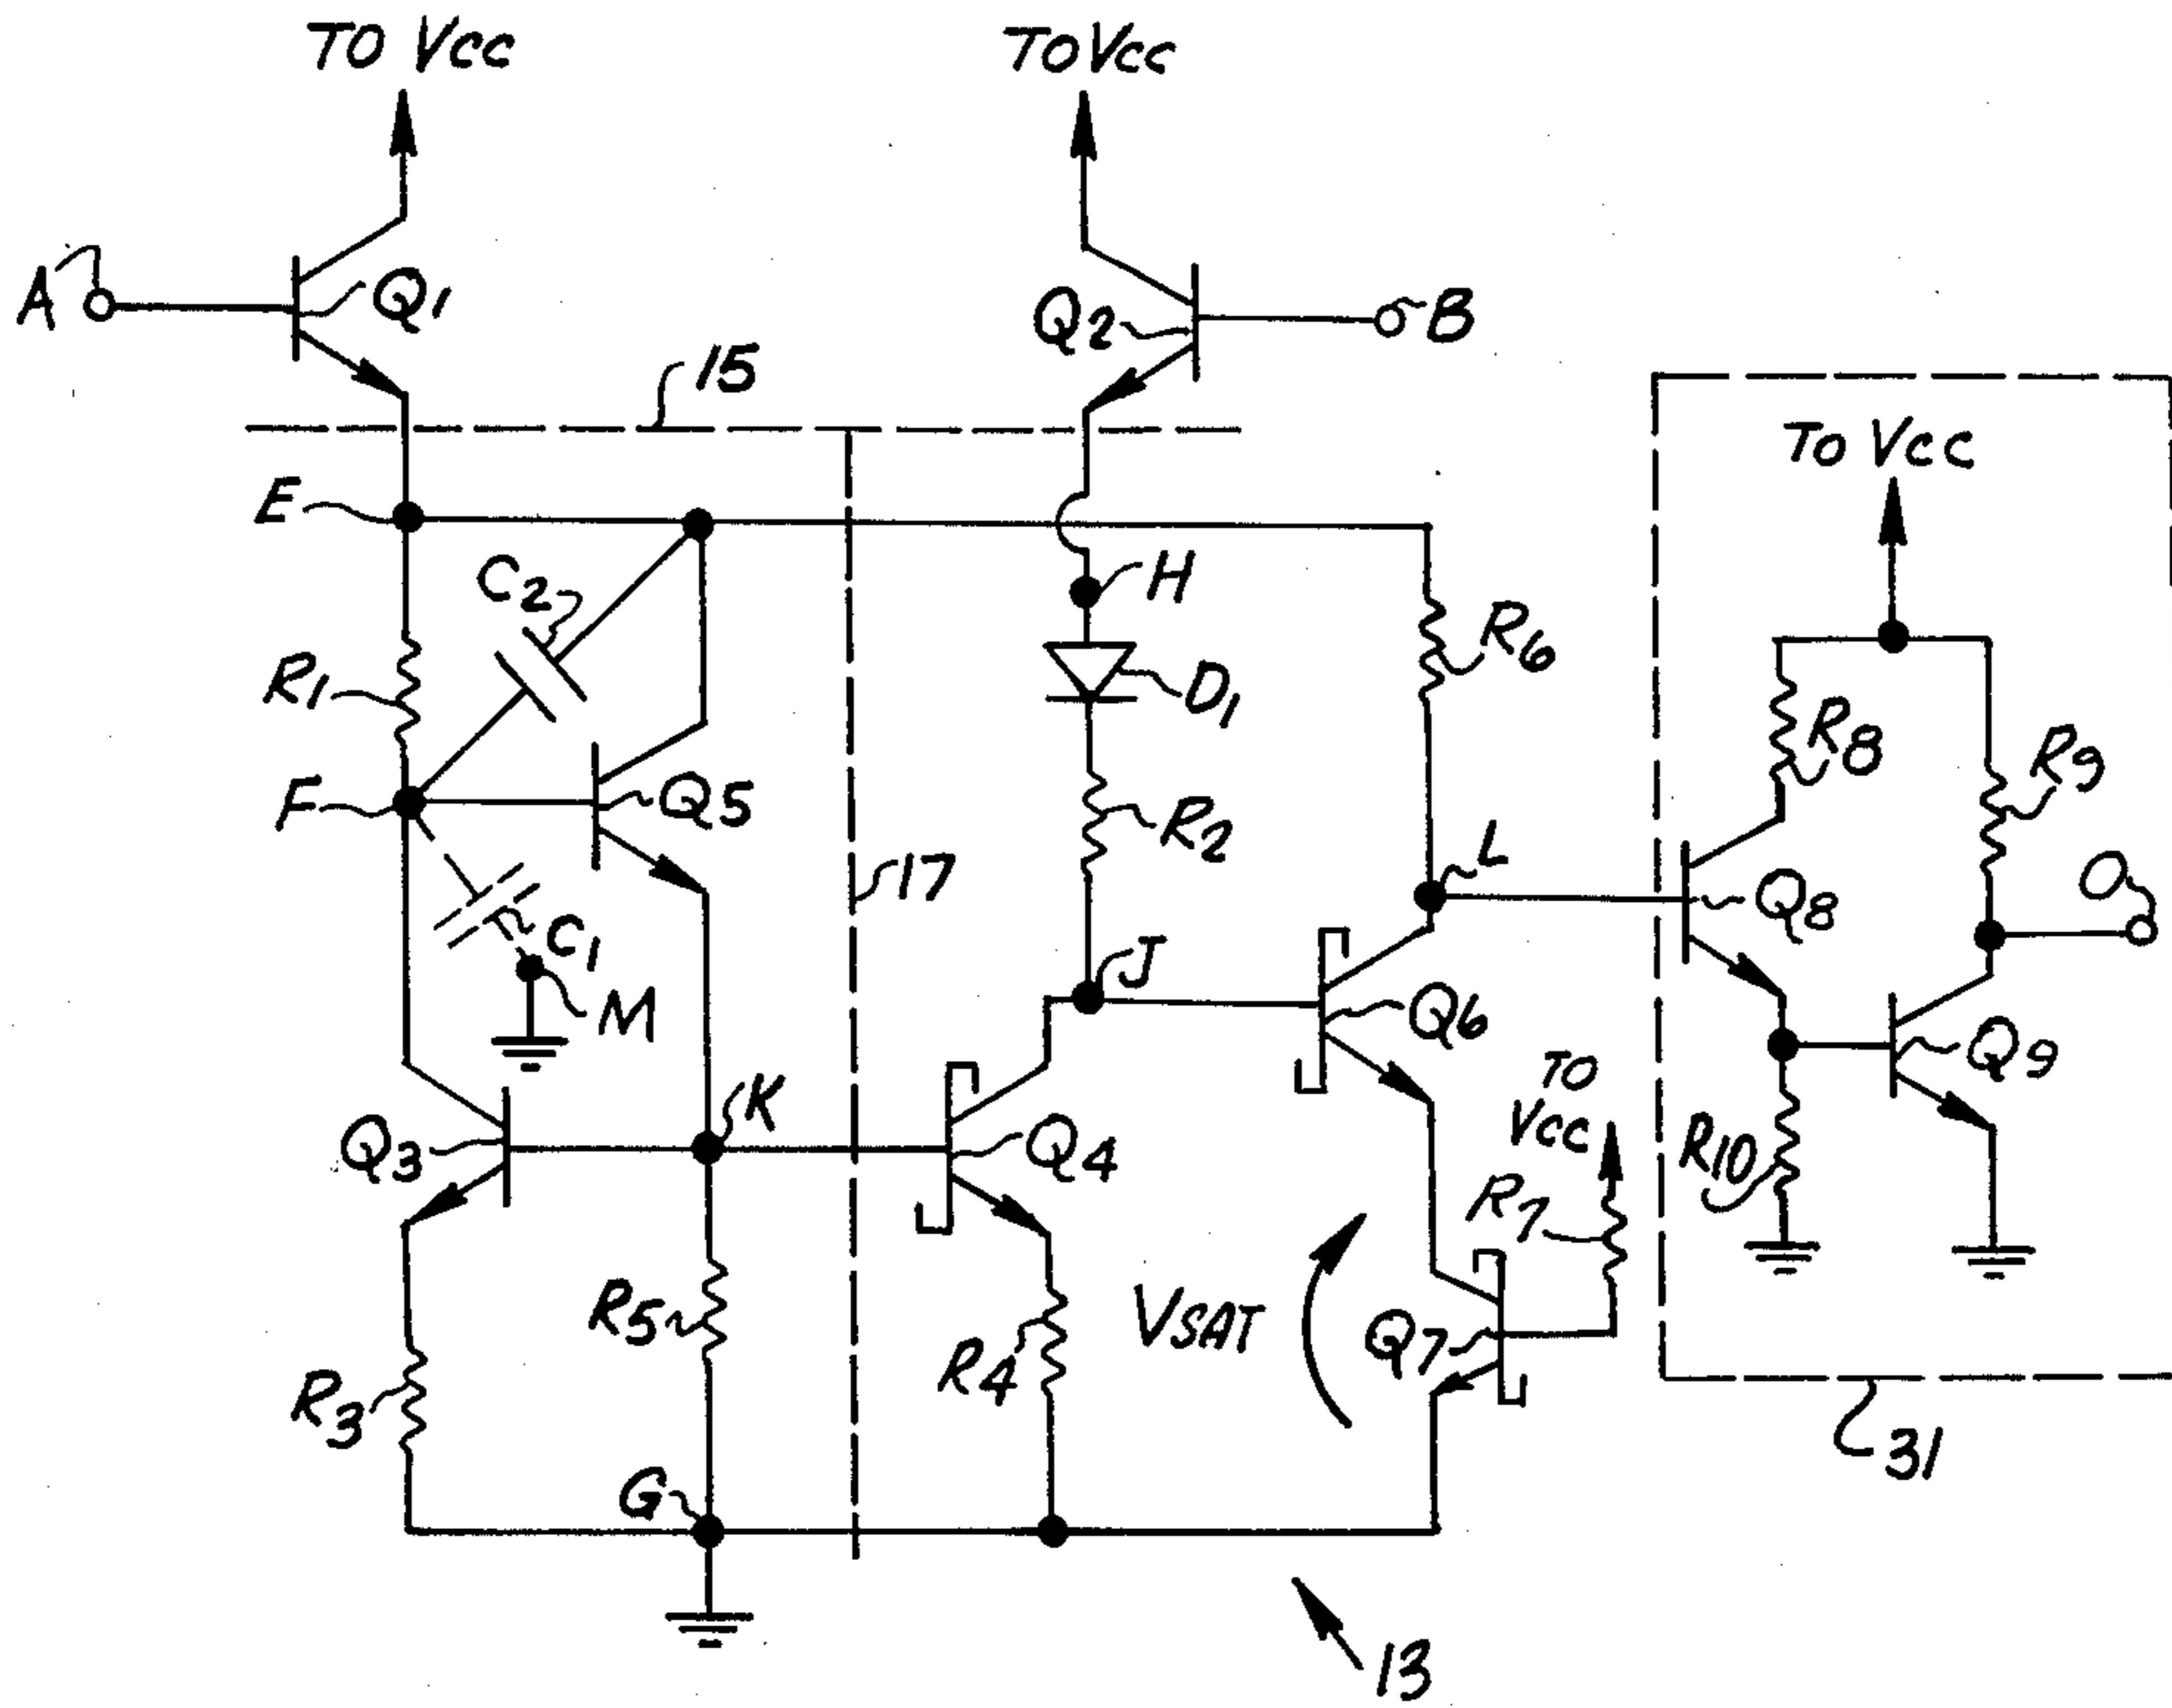 TO VCC
TO VCC
A
Q1
Q2
B
15
E
TO VCC
C2
H
R1
R6
D1
R8
R9
F
Q5
R2
17
L
Q8
O
C1
J
M
Q6
Q9
K
TO
VCC
Q3
Q4
R10
R7
R5
VSAT
Q7
R4
R3
31
G
13